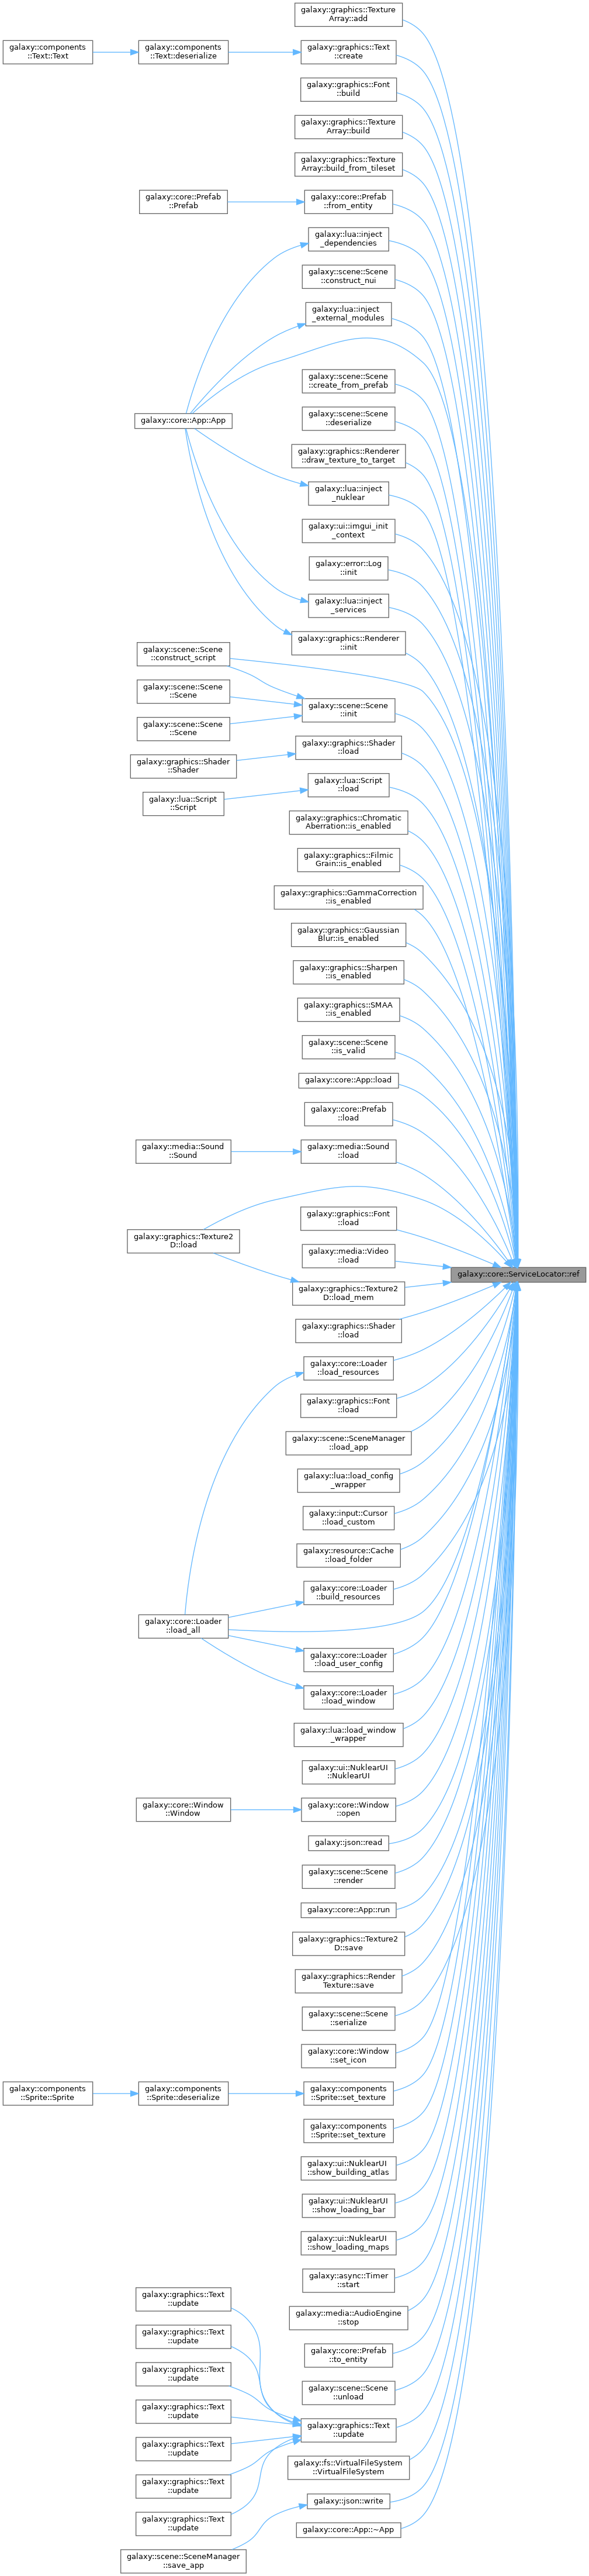 galaxy::graphics::Texture
Array::add
galaxy::components
::Text::Text
galaxy::components
::Text::deserialize
galaxy::graphics::Text
::create
galaxy::graphics::Font
::build
galaxy::graphics::Texture
Array::build
galaxy::graphics::Texture
Array::build_from_tileset
galaxy::core::Prefab
::Prefab
galaxy::core::Prefab
::from_entity
galaxy::lua::inject
_dependencies
galaxy::scene::Scene
::construct_nui
galaxy::lua::inject
_external_modules
galaxy::scene::Scene
::create_from_prefab
galaxy::core::App::App
galaxy::scene::Scene
::deserialize
galaxy::graphics::Renderer
::draw_texture_to_target
galaxy::lua::inject
_nuklear
galaxy::ui::imgui_init
_context
galaxy::error::Log
::init
galaxy::lua::inject
_services
galaxy::graphics::Renderer
::init
galaxy::scene::Scene
::construct_script
galaxy::scene::Scene
::Scene
galaxy::scene::Scene
::init
galaxy::scene::Scene
::Scene
galaxy::graphics::Shader
::load
galaxy::graphics::Shader
::Shader
galaxy::lua::Script
::load
galaxy::lua::Script
::Script
galaxy::graphics::Chromatic
Aberration::is_enabled
galaxy::graphics::Filmic
Grain::is_enabled
galaxy::graphics::GammaCorrection
::is_enabled
galaxy::graphics::Gaussian
Blur::is_enabled
galaxy::graphics::Sharpen
::is_enabled
galaxy::graphics::SMAA
::is_enabled
galaxy::scene::Scene
::is_valid
galaxy::core::App::load
galaxy::core::Prefab
::load
galaxy::media::Sound
::Sound
galaxy::media::Sound
::load
galaxy::graphics::Font
::load
galaxy::graphics::Texture2
D::load
galaxy::media::Video
::load
galaxy::core::ServiceLocator::ref
galaxy::graphics::Texture2
D::load_mem
galaxy::graphics::Shader
::load
galaxy::core::Loader
::load_resources
galaxy::graphics::Font
::load
galaxy::scene::SceneManager
::load_app
galaxy::lua::load_config
_wrapper
galaxy::input::Cursor
::load_custom
galaxy::resource::Cache
::load_folder
galaxy::core::Loader
::build_resources
galaxy::core::Loader
::load_all
galaxy::core::Loader
::load_user_config
galaxy::core::Loader
::load_window
galaxy::lua::load_window
_wrapper
galaxy::ui::NuklearUI
::NuklearUI
galaxy::core::Window
::Window
galaxy::core::Window
::open
galaxy::json::read
galaxy::scene::Scene
::render
galaxy::core::App::run
galaxy::graphics::Texture2
D::save
galaxy::graphics::Render
Texture::save
galaxy::scene::Scene
::serialize
galaxy::core::Window
::set_icon
galaxy::components
::Sprite::Sprite
galaxy::components
::Sprite::deserialize
galaxy::components
::Sprite::set_texture
galaxy::components
::Sprite::set_texture
galaxy::ui::NuklearUI
::show_building_atlas
galaxy::ui::NuklearUI
::show_loading_bar
galaxy::ui::NuklearUI
::show_loading_maps
galaxy::async::Timer
::start
galaxy::graphics::Text
::update
galaxy::media::AudioEngine
::stop
galaxy::graphics::Text
::update
galaxy::core::Prefab
::to_entity
galaxy::graphics::Text
::update
galaxy::scene::Scene
::unload
galaxy::graphics::Text
::update
galaxy::graphics::Text
::update
galaxy::graphics::Text
::update
galaxy::fs::VirtualFileSystem
::VirtualFileSystem
galaxy::graphics::Text
::update
galaxy::json::write
galaxy::graphics::Text
::update
galaxy::core::App::~App
galaxy::scene::SceneManager
::save_app